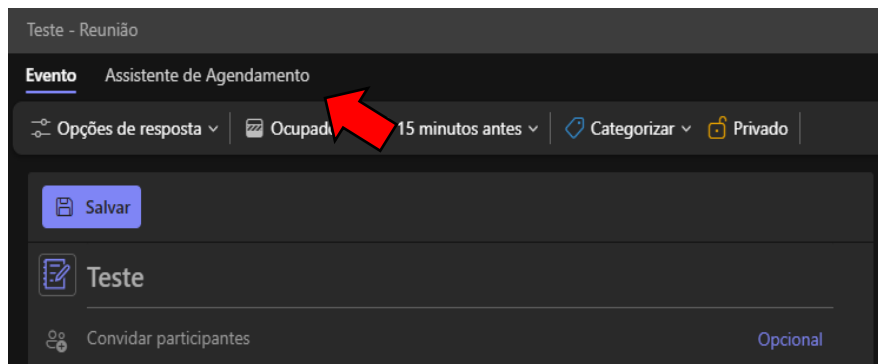 Teste - Reunião
Evento Assistente de Agendamento
Opções de resposta Ocupado 15 minutos antes Categorizar Privado
Salvar
Teste
Convidar participantes Opcional